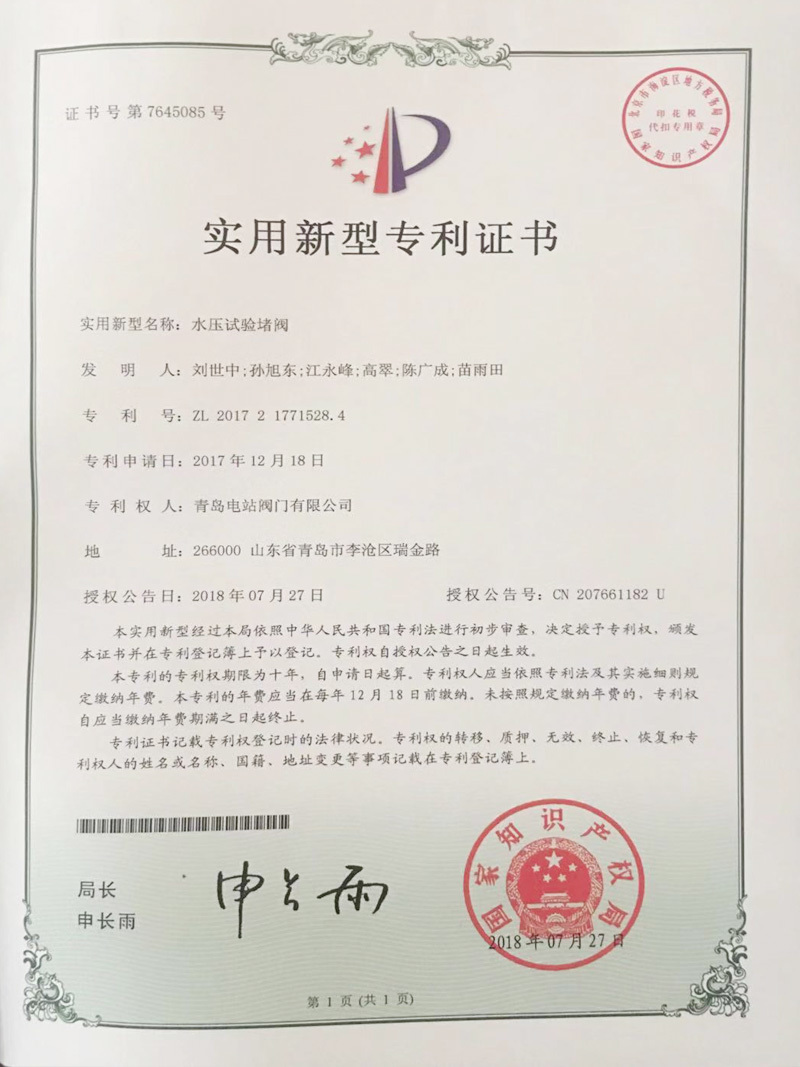 证书号第7645085号
北京市海淀区地方税务局
印花税
代扣专用章
国家知识产权局
实用新型专利证书
实用新型名称：水压试验堵阀
发明人：刘世中;孙旭东;江永峰;高翠;陈广成;苗雨田
专利号：ZL 2017 2 1771528.4
专利申请日：2017年12月18日
专利权人：青岛电站阀门有限公司
地址：266000 山东省青岛市李沧区瑞金路
授权公告日：2018年07月27日 授权公告号：CN 207661182 U
本实用新型经过本局依照中华人民共和国专利法进行初步审查，决定授予专利权，颁发
本证书并在专利登记簿上予以登记。专利权自授权公告之日起生效。
本专利的专利权期限为十年，自申请日起算。专利权人应当依照专利法及其实施细则规
定缴纳年费。本专利的年费应当在每年12月18日前缴纳。未按照规定缴纳年费的，专利权
自应当缴纳年费期满之日起终止。
专利证书记载专利权登记时的法律状况。专利权的转移、质押、无效、终止、恢复和专
利权人的姓名或名称、国籍、地址变更等事项记载在专利登记簿上。
局长
申长雨
申长雨
国家知识产权局
2018年07月27日
第 1 页 (共 1 页)